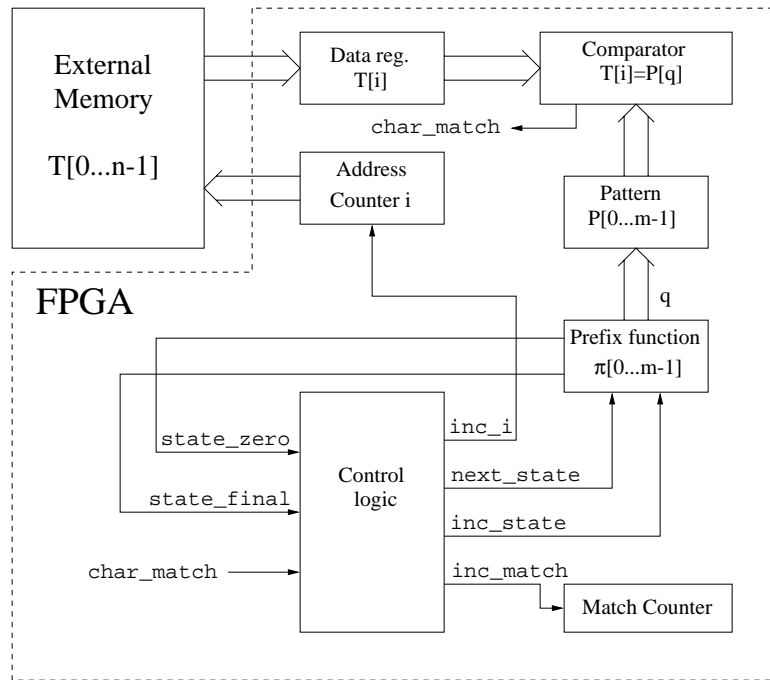 External
Memory
T[0...n-1]
Data reg.
T[i]
Comparator
T[i]=P[q]
char_match
Address
Counter i
Pattern
P[0...m-1]
FPGA
q
Prefix function
π[0...m-1]
state_zero
state_final
char_match
Control
logic
inc_i
next_state
inc_state
inc_match
Match Counter